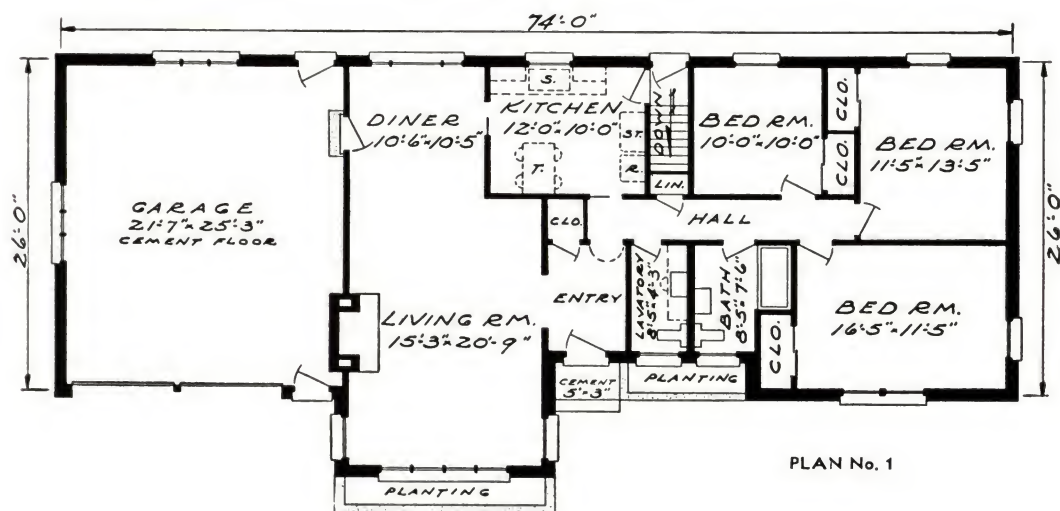 74'-0"
26'-0"
GARAGE
21'-7"x25'-3"
CEMENT FLOOR
DINER
10'-6"x10'-5"
S.
KITCHEN
12'-0"x10'-0"
T.
ST.
R.
DOWN
LIN.
BED RM.
10'-0"x10'-0"
CLO.
CLO.
BED RM.
11'-5"x13'-5"
26'-0"
HALL
CLO.
ENTRY
LAVATORY
8'-5"x4'-3"
BATH
8'-5"x7'-6"
CLO.
BED RM.
16'-5"x11'-5"
LIVING RM.
15'-3"x20'-9"
CEMENT
5'x3"
PLANTING
PLANTING
PLAN No. 1